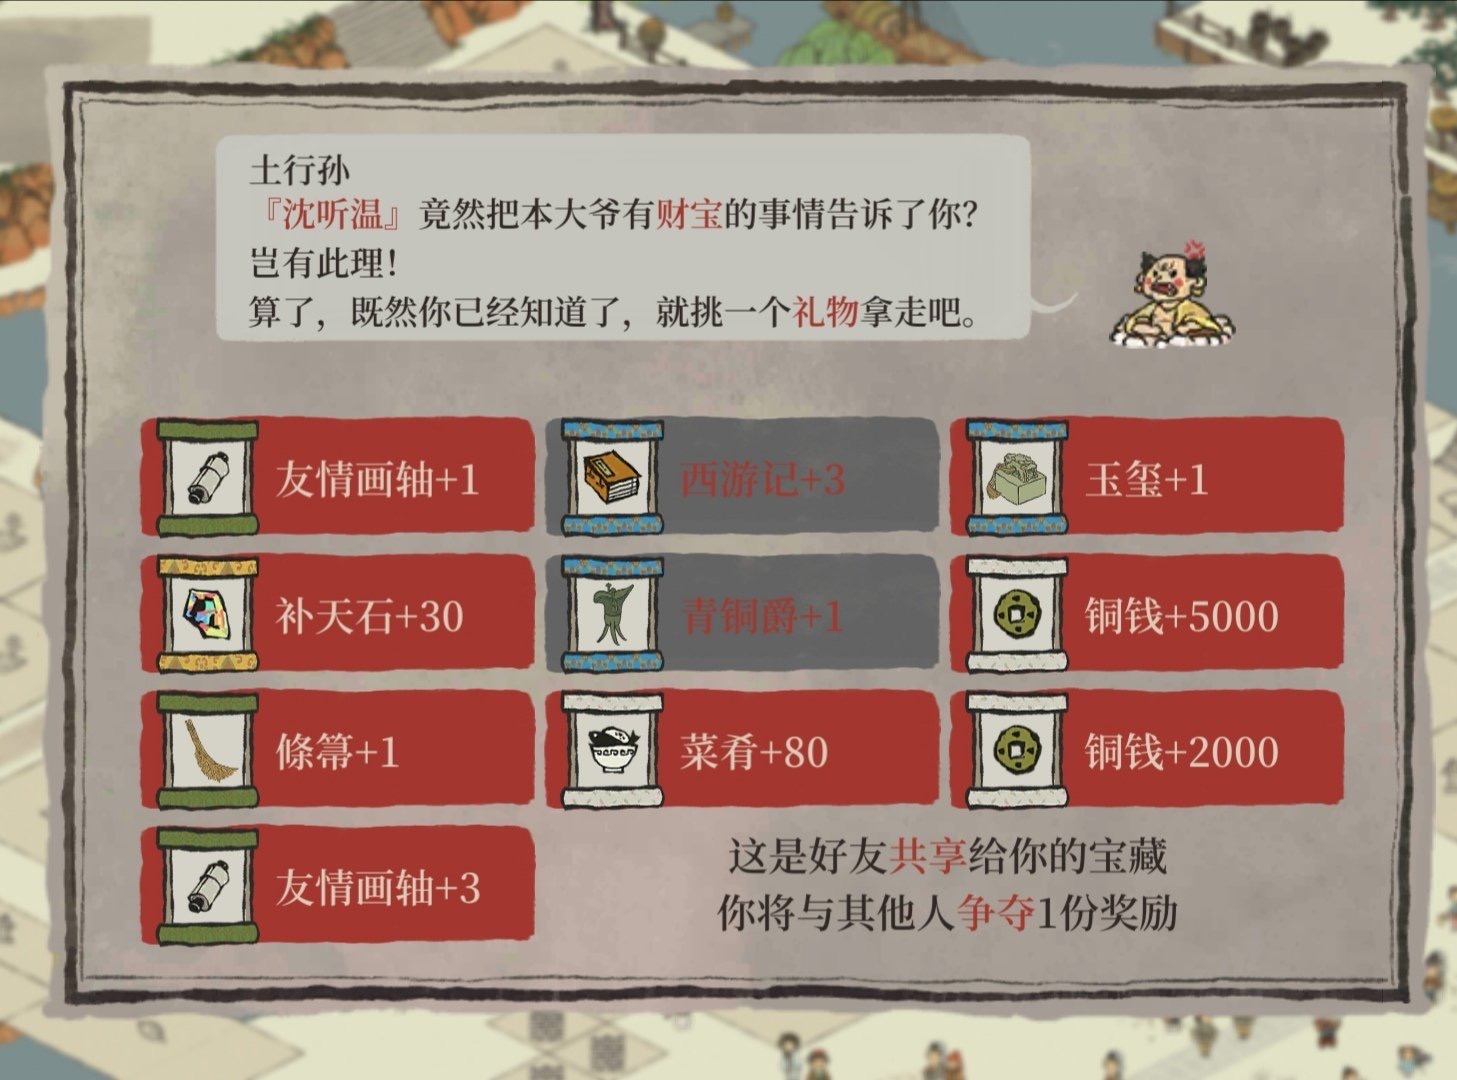 土行孙
『沈听温』竟然把本大爷有财宝的事情告诉了你？
岂有此理！
算了，既然你已经知道了，就挑一个礼物拿走吧。
友情画轴+1
西游记+3
玉玺+1
补天石+30
青铜爵+1
铜钱+5000
條箒+1
菜肴+80
铜钱+2000
友情画轴+3
这是好友共享给你的宝藏
你将与其他人争夺1份奖励